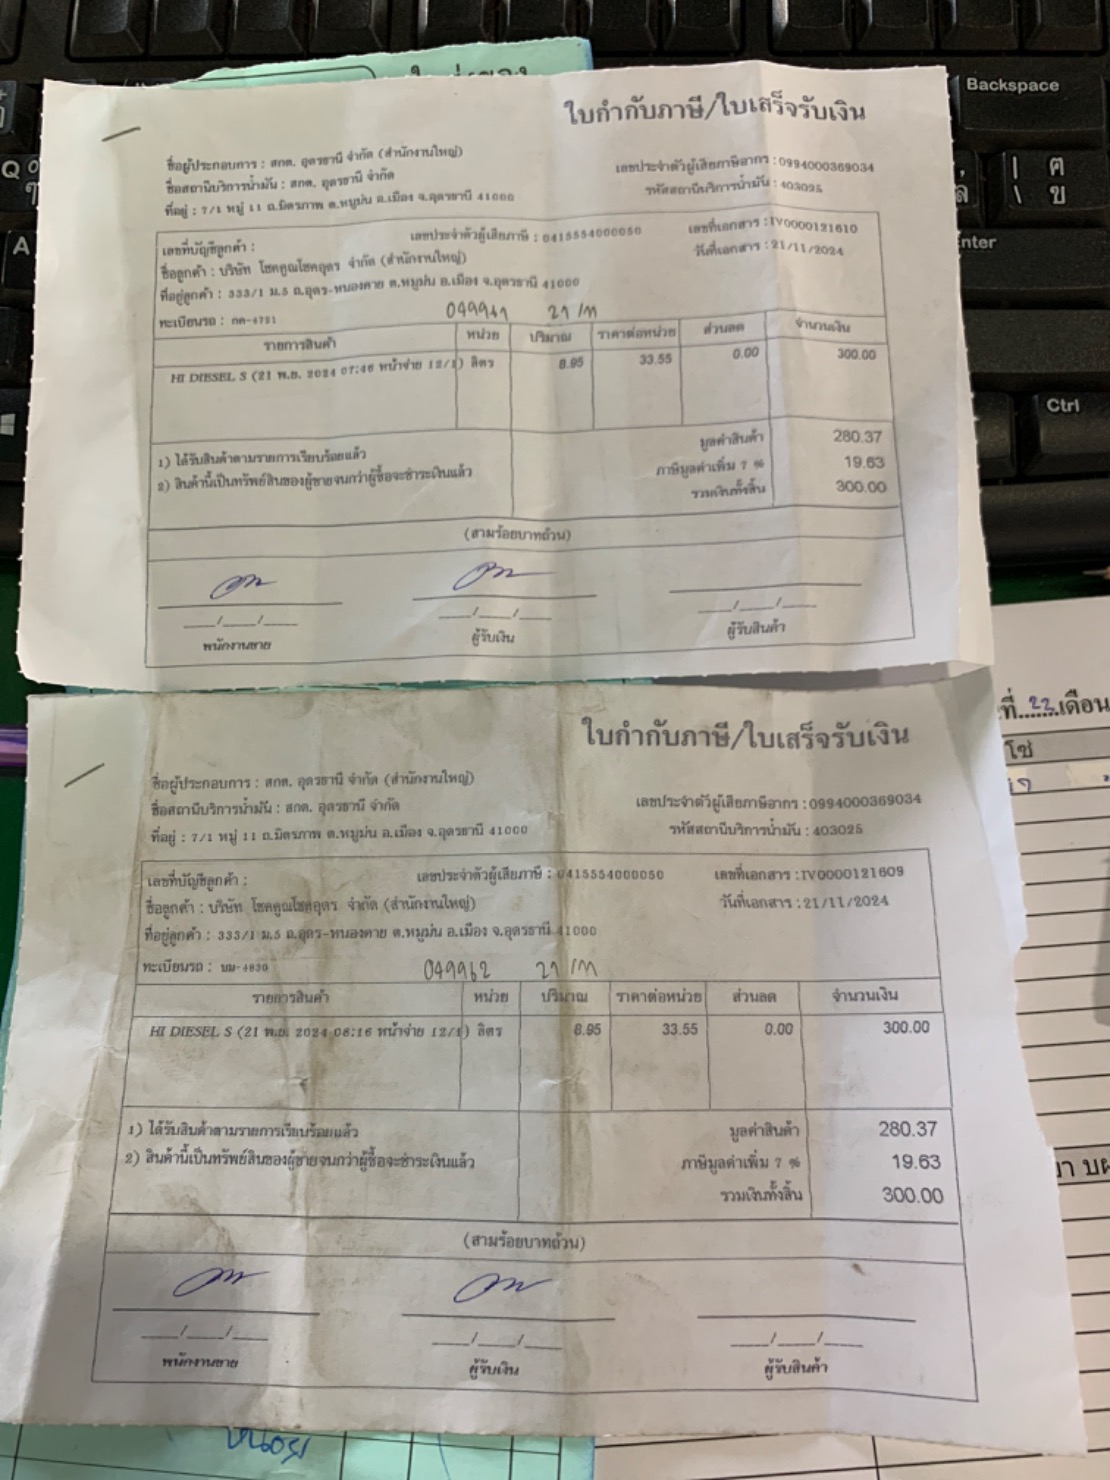 ใบกำกับภาษี/ใบเสร็จรับเงิน
ชื่อผู้ประกอบการ : สกต. อุดรธานี จำกัด (สำนักงานใหญ่)
เลขประจำตัวผู้เสียภาษีอากร : 0994000369034
ชื่อสถานีบริการน้ำมัน : สกต. อุดรธานี จำกัด
รหัสสถานีบริการน้ำมัน : 403025
ที่อยู่ : 7/1 หมู่ 11 ถ.มิตรภาพ ต.หมูม่น อ.เมือง จ.อุดรธานี 41000
เลขที่บัญชีลูกค้า : เลขประจำตัวผู้เสียภาษี : 0415554000050 เลขที่เอกสาร : IV0000121610
ชื่อลูกค้า : บริษัท โชคคูณโชคอุดร จำกัด (สำนักงานใหญ่) วันที่เอกสาร : 21/11/2024
ที่อยู่ลูกค้า : 333/1 ม.5 ถ.อุดร-หนองคาย ต.หมูม่น อ.เมือง จ.อุดรธานี 41000
ทะเบียนรถ : กต-4721 049961 21/11
รายการสินค้า หน่วย ปริมาณ ราคาต่อหน่วย ส่วนลด จำนวนเงิน
HI DIESEL S (21 พ.ย. 2024 07:46 หน้าจ่าย 12/1) ลิตร 8.95 33.55 0.00 300.00
1) ได้รับสินค้าตามรายการเรียบร้อยแล้ว
2) สินค้านี้เป็นทรัพย์สินของผู้ขายจนกว่าผู้ซื้อจะชำระเงินแล้ว
มูลค่าสินค้า 280.37
ภาษีมูลค่าเพิ่ม 7 % 19.63
รวมเงินทั้งสิ้น 300.00
(สามร้อยบาทถ้วน)
___/___/___ ___/___/___ ___/___/___
พนักงานขาย ผู้รับเงิน ผู้รับสินค้า
ใบกำกับภาษี/ใบเสร็จรับเงิน
ชื่อผู้ประกอบการ : สกต. อุดรธานี จำกัด (สำนักงานใหญ่)
เลขประจำตัวผู้เสียภาษีอากร : 0994000369034
ชื่อสถานีบริการน้ำมัน : สกต. อุดรธานี จำกัด
รหัสสถานีบริการน้ำมัน : 403025
ที่อยู่ : 7/1 หมู่ 11 ถ.มิตรภาพ ต.หมูม่น อ.เมือง จ.อุดรธานี 41000
เลขที่บัญชีลูกค้า : เลขประจำตัวผู้เสียภาษี : 0415554000050 เลขที่เอกสาร : IV0000121609
ชื่อลูกค้า : บริษัท โชคคูณโชคอุดร จำกัด (สำนักงานใหญ่) วันที่เอกสาร : 21/11/2024
ที่อยู่ลูกค้า : 333/1 ม.5 ถ.อุดร-หนองคาย ต.หมูม่น อ.เมือง จ.อุดรธานี 41000
ทะเบียนรถ : บม-4830 049962 21/11
รายการสินค้า หน่วย ปริมาณ ราคาต่อหน่วย ส่วนลด จำนวนเงิน
HI DIESEL S (21 พ.ย. 2024 08:16 หน้าจ่าย 12/1) ลิตร 8.95 33.55 0.00 300.00
1) ได้รับสินค้าตามรายการเรียบร้อยแล้ว
2) สินค้านี้เป็นทรัพย์สินของผู้ขายจนกว่าผู้ซื้อจะชำระเงินแล้ว
มูลค่าสินค้า 280.37
ภาษีมูลค่าเพิ่ม 7 % 19.63
รวมเงินทั้งสิ้น 300.00
(สามร้อยบาทถ้วน)
___/___/___ ___/___/___ ___/___/___
พนักงานขาย ผู้รับเงิน ผู้รับสินค้า
Backspace
Enter
Ctrl
Q
A
ศ
ข
ที่ 22 เดือน